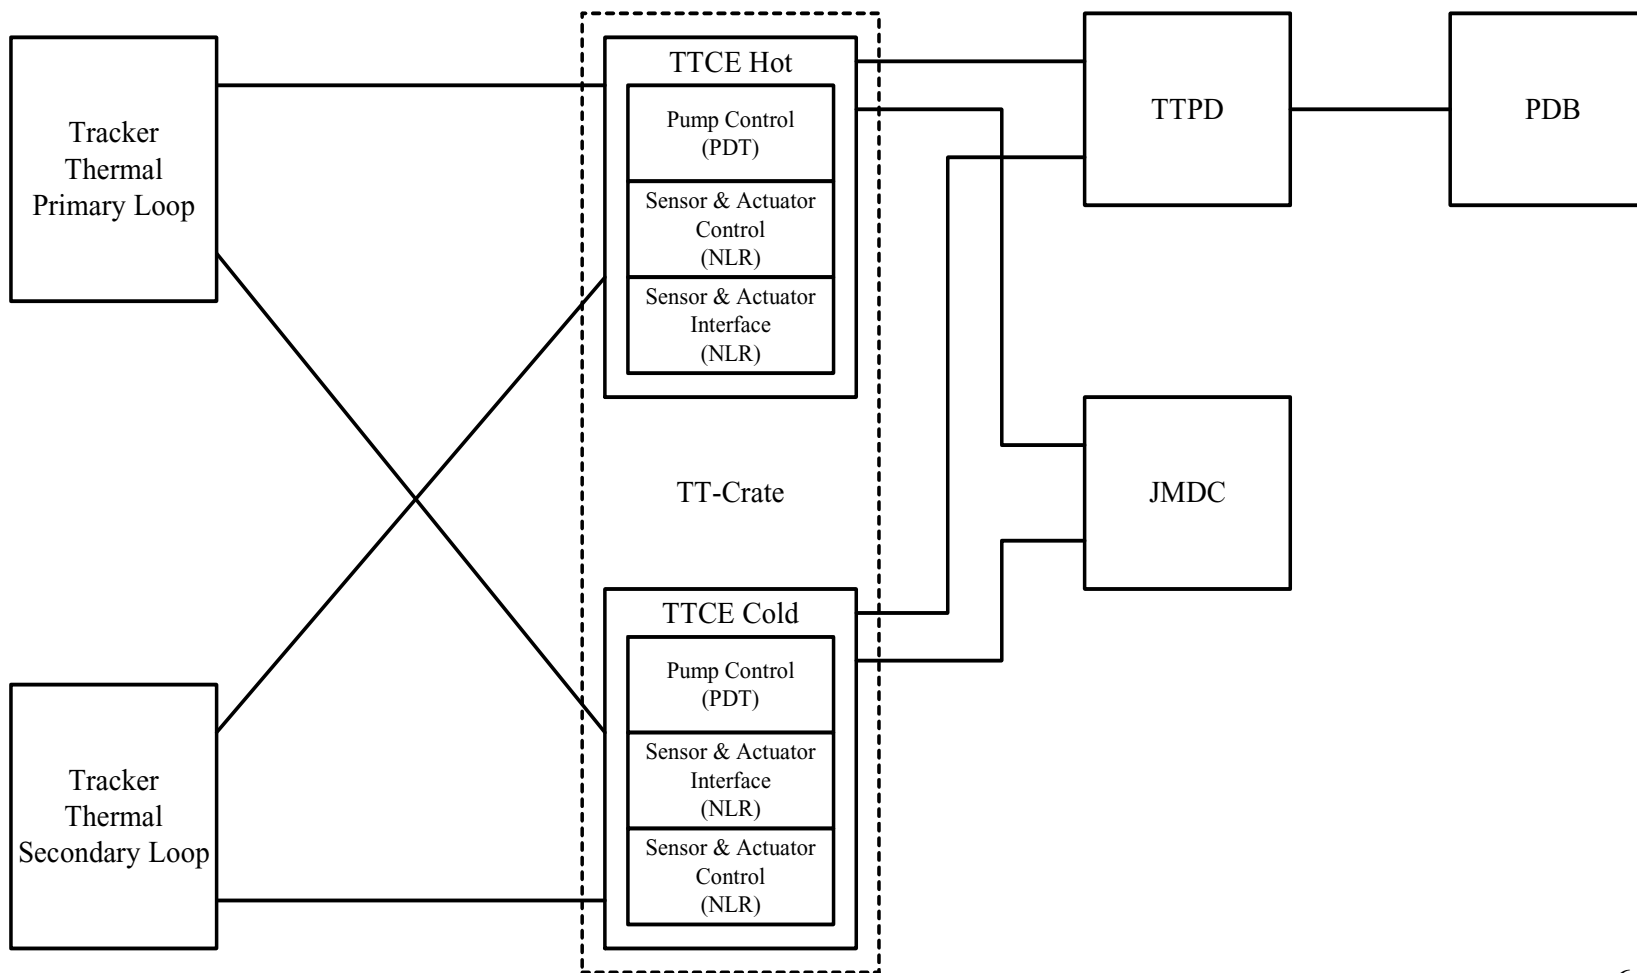 Tracker
Thermal
Primary Loop
TTCE Hot
Pump Control
(PDT)
Sensor & Actuator
Control
(NLR)
Sensor & Actuator
Interface
(NLR)
TTPD
PDB
TT-Crate
JMDC
Tracker
Thermal
Secondary Loop
TTCE Cold
Pump Control
(PDT)
Sensor & Actuator
Interface
(NLR)
Sensor & Actuator
Control
(NLR)